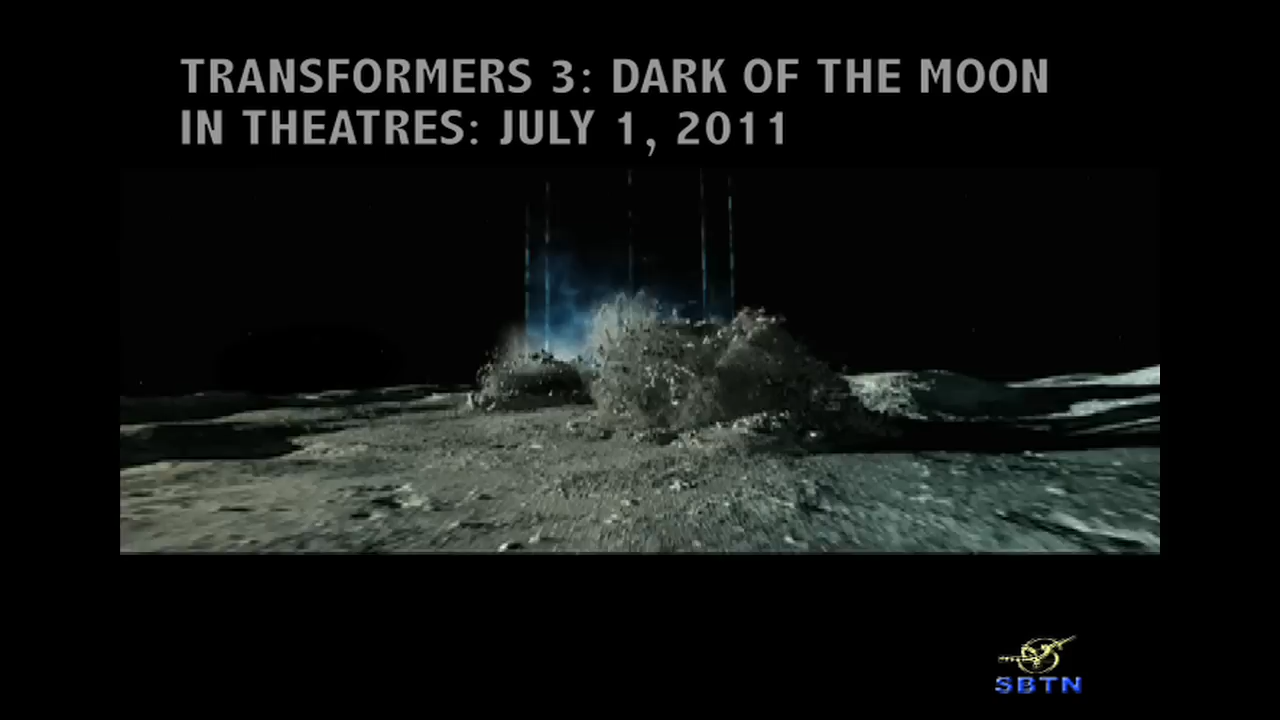 TRANSFORMERS 3: DARK OF THE MOON
IN THEATRES: JULY 1, 2011
SBTN